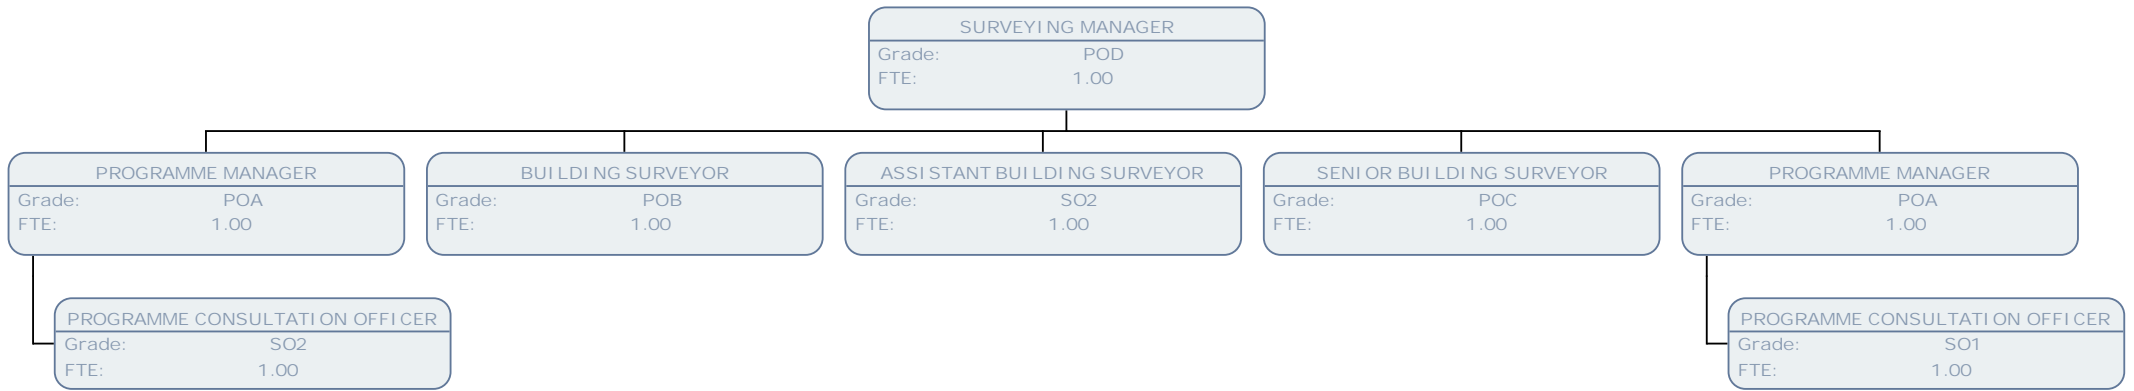 SURVEYING MANAGER
Grade: POD
FTE: 1.00
PROGRAMME MANAGER
Grade: POA
FTE: 1.00
BUILDING SURVEYOR
Grade: POB
FTE: 1.00
ASSISTANT BUILDING SURVEYOR
Grade: SO2
FTE: 1.00
SENIOR BUILDING SURVEYOR
Grade: POC
FTE: 1.00
PROGRAMME MANAGER
Grade: POA
FTE: 1.00
PROGRAMME CONSULTATION OFFICER
Grade: SO2
FTE: 1.00
PROGRAMME CONSULTATION OFFICER
Grade: SO1
FTE: 1.00